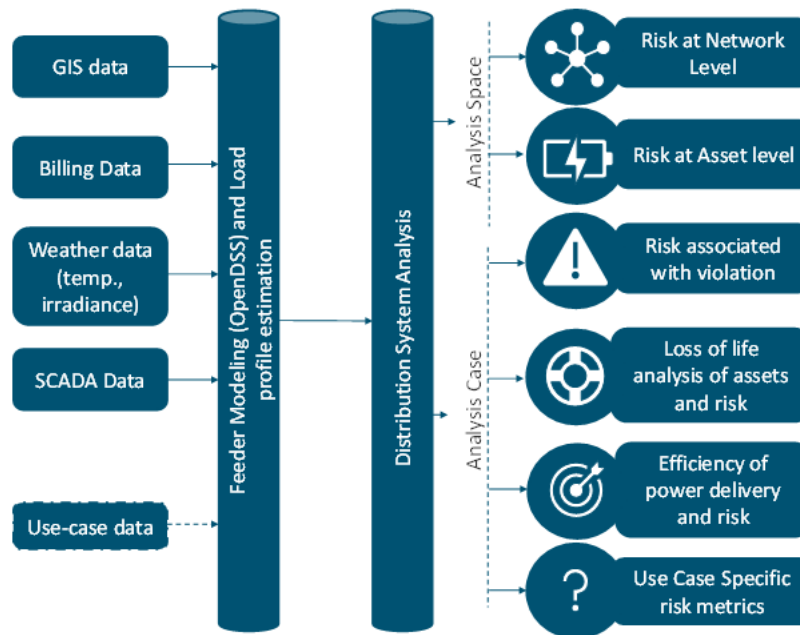 GIS data
Billing Data
Weather data
(temp.,
irradiance)
SCADA Data
Use-case data
Feeder Modeling (OpenDSS) and Load
profile estimation
Distribution System Analysis
Analysis Space
Analysis Case
Risk at Network
Level
Risk at Asset level
Risk associated
with violation
Loss of life
analysis of assets
and risk
Efficiency of
power delivery
and risk
?
Use Case Specific
risk metrics